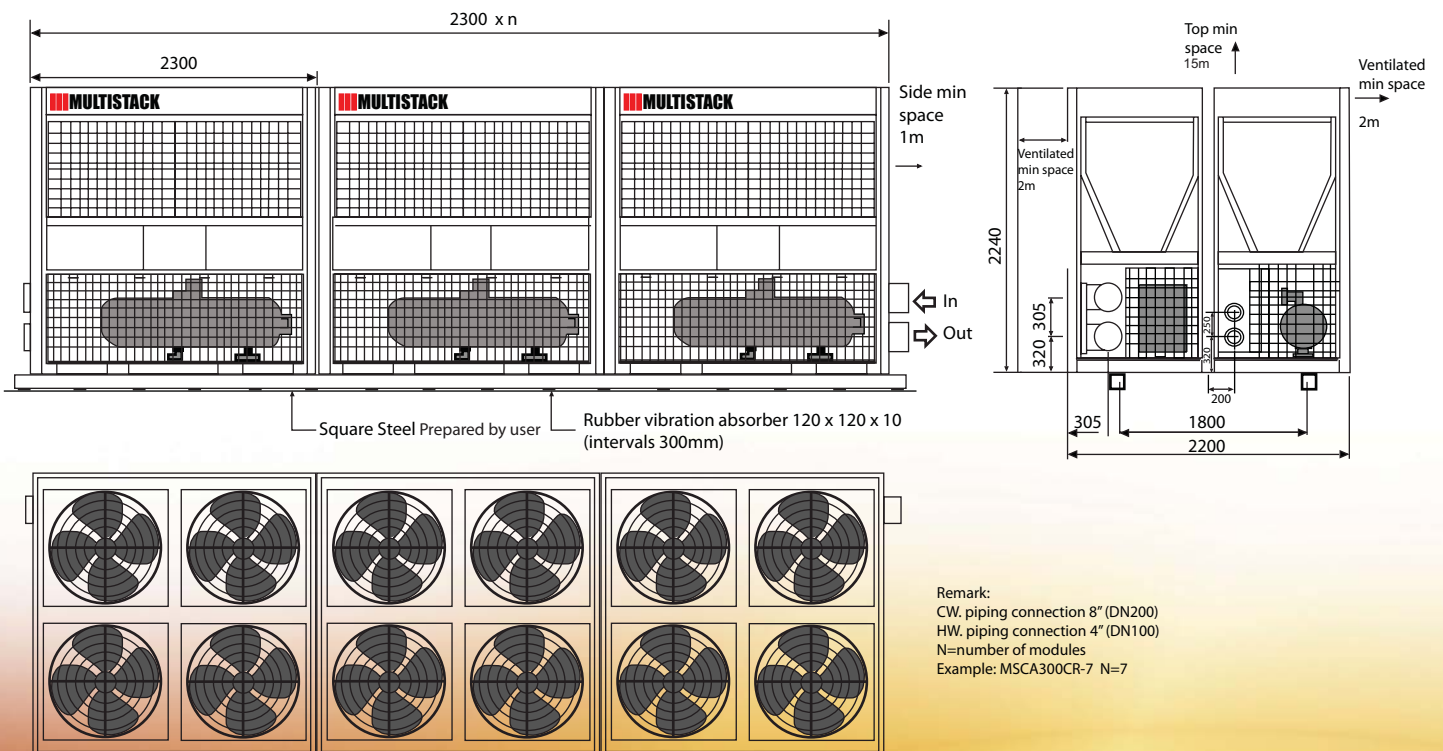 2300 x n
2300
MULTISTACK
MULTISTACK
MULTISTACK
Side min
space
1m
In
Out
Square Steel Prepared by user
Rubber vibration absorber 120 x 120 x 10
(intervals 300mm)
Top min
space
15m
Ventilated
min space
2m
Ventilated
min space
2m
2240
305
320
250
320
200
305
1800
2200
Remark:
CW. piping connection 8” (DN200)
HW. piping connection 4” (DN100)
N=number of modules
Example: MSCA300CR-7 N=7